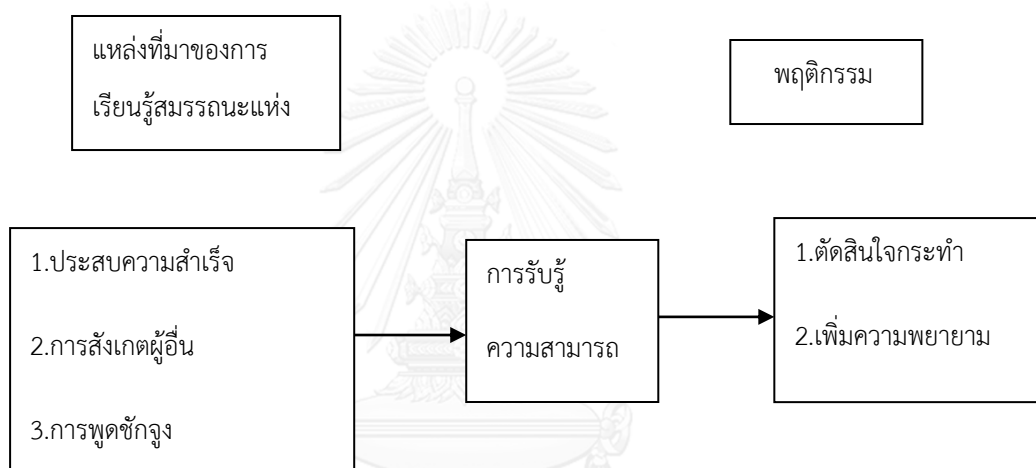 แหล่งที่มาของการ
เรียนรู้สมรรถนะแห่ง
พฤติกรรม
1.ประสบความสำเร็จ
2.การสังเกตผู้อื่น
3.การพูดชักจูง
การรับรู้
ความสามารถ
1.ตัดสินใจกระทำ
2.เพิ่มความพยายาม